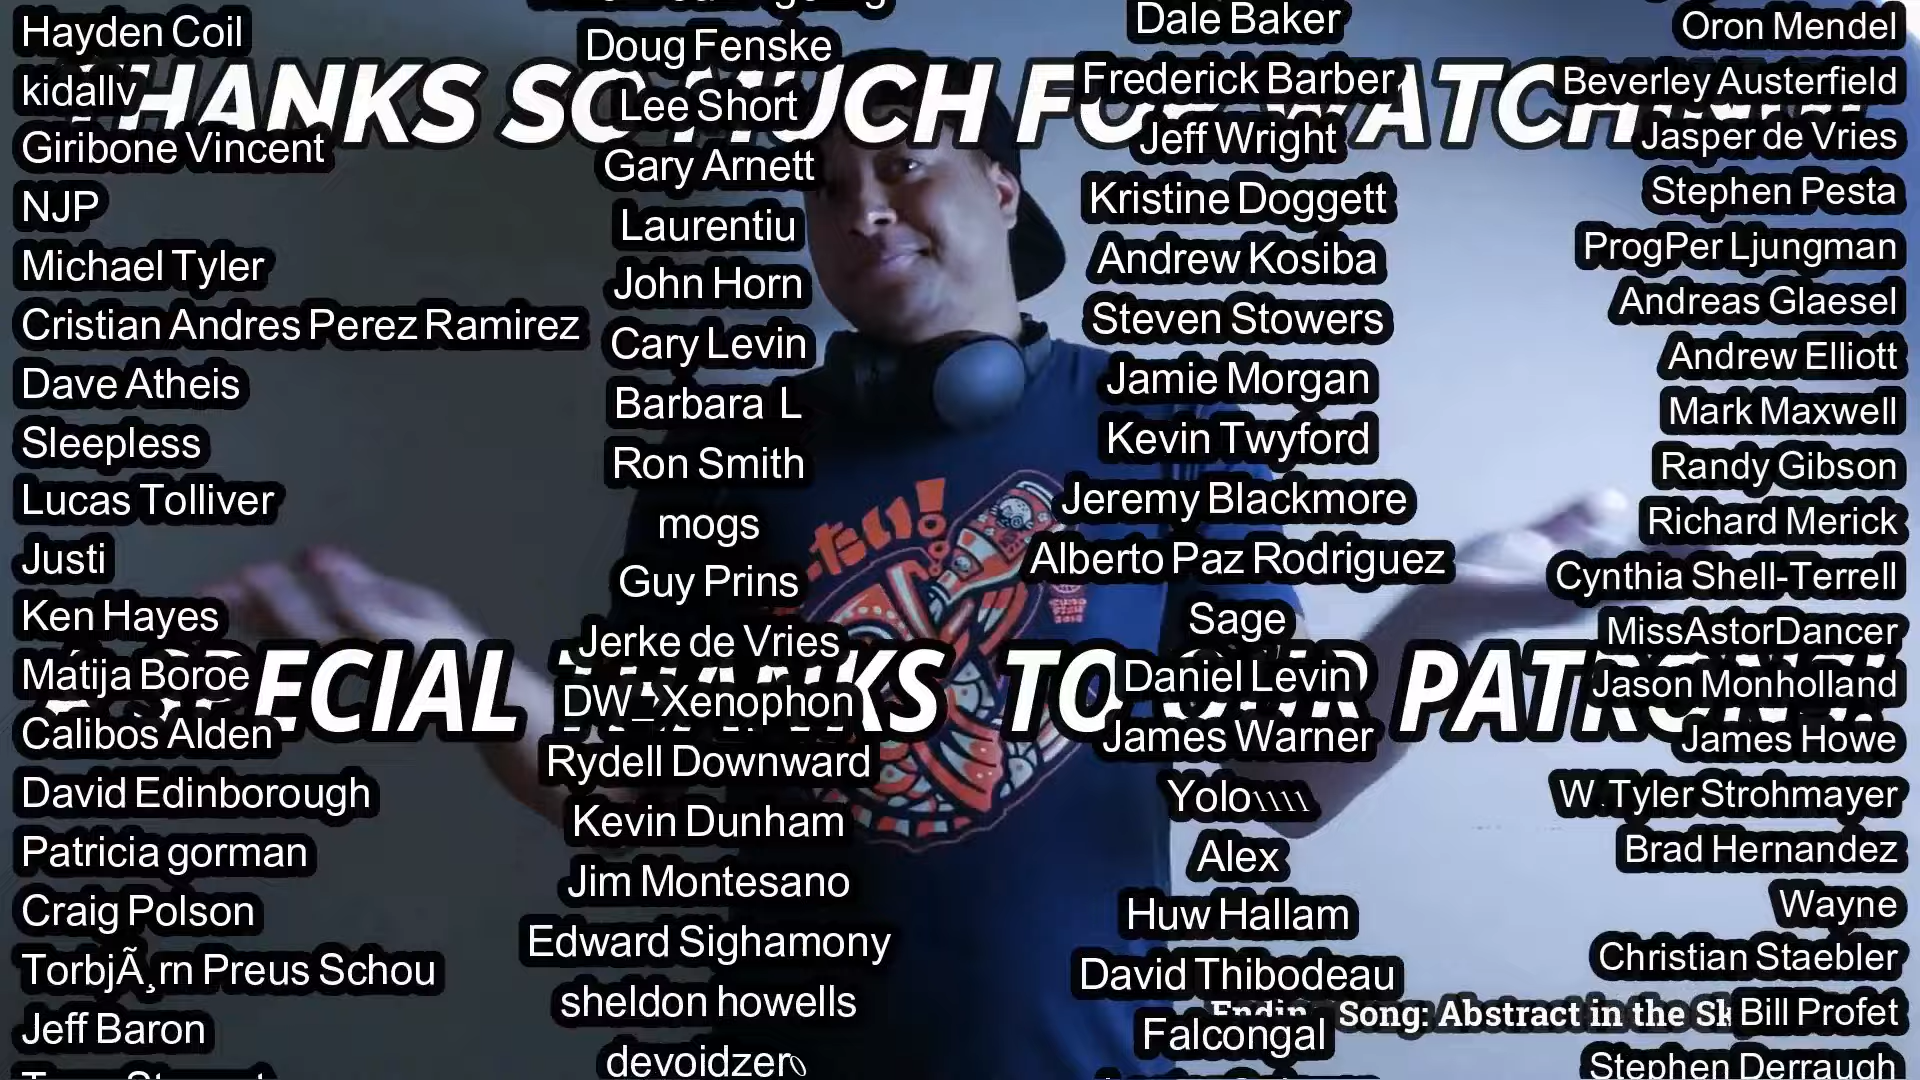 Hayden Coil
kidallv
Giribone Vincent
NJP
Michael Tyler
Cristian Andres Perez Ramirez
Dave Atheis
Sleepless
Lucas Tolliver
Justi
Ken Hayes
Matija Boroe
Calibos Alden
David Edinborough
Patricia gorman
Craig Polson
TorbjÃ¸rn Preus Schou
Jeff Baron
Doug Fenske
Lee Short
Gary Arnett
Laurentiu
John Horn
Cary Levin
Barbara L
Ron Smith
mogs
Guy Prins
Jerke de Vries
DW_Xenophon
Rydell Downward
Kevin Dunham
Jim Montesano
Edward Sighamony
sheldon howells
devoidzero
Dale Baker
Frederick Barber
Jeff Wright
Kristine Doggett
Andrew Kosiba
Steven Stowers
Jamie Morgan
Kevin Twyford
Jeremy Blackmore
Alberto Paz Rodriguez
Sage
Daniel Levin
James Warner
Yolo1111
Alex
Huw Hallam
David Thibodeau
Falcongal
Oron Mendel
Beverley Austerfield
Jasper de Vries
Stephen Pesta
ProgPer Ljungman
Andreas Glaesel
Andrew Elliott
Mark Maxwell
Randy Gibson
Richard Merick
Cynthia Shell-Terrell
MissAstorDancer
Jason Monholland
James Howe
W.Tyler Strohmayer
Brad Hernandez
Wayne
Christian Staebler
Bill Profet
Stephen Derraugh
THANKS SO MUCH FOR WATCHING!
SPECIAL THANKS TO OUR PATRONS!
Ending Song: Abstract in the
たい!